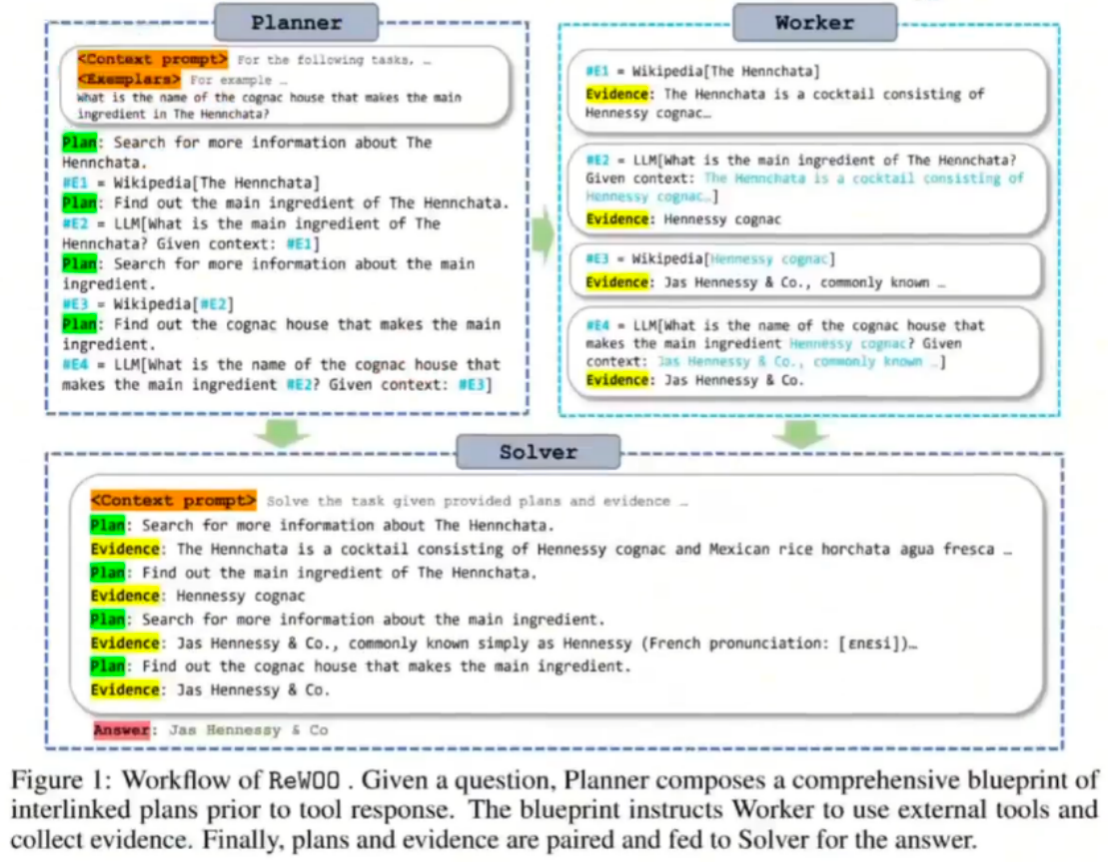 Planner
<Context prompt> For the following tasks, …
<Exemplars> For example …
What is the name of the cognac house that makes the main
ingredient in The Hennchata?
Plan: Search for more information about The
Hennchata.
#E1 = Wikipedia[The Hennchata]
Plan: Find out the main ingredient of The Hennchata.
#E2 = LLM[What is the main ingredient of The
Hennchata? Given context: #E1]
Plan: Search for more information about the main
ingredient.
#E3 = Wikipedia[#E2]
Plan: Find out the cognac house that makes the main
ingredient.
#E4 = LLM[What is the name of the cognac house that
makes the main ingredient #E2? Given context: #E3]
Worker
#E1 = Wikipedia[The Hennchata]
Evidence: The Hennchata is a cocktail consisting of
Hennessy cognac…
#E2 = LLM[What is the main ingredient of The Hennchata?
Given context: The Hennchata is a cocktail consisting of
Hennessy cognac…]
Evidence: Hennessy cognac
#E3 = Wikipedia[Hennessy cognac]
Evidence: Jas Hennessy & Co., commonly known …
#E4 = LLM[What is the name of the cognac house that
makes the main ingredient Hennessy cognac? Given
context: Jas Hennessy & Co., commonly known …]
Evidence: Jas Hennessy & Co.
Solver
<Context prompt> Solve the task given provided plans and evidence …
Plan: Search for more information about The Hennchata.
Evidence: The Hennchata is a cocktail consisting of Hennessy cognac and Mexican rice horchata agua fresca …
Plan: Find out the main ingredient of The Hennchata.
Evidence: Hennessy cognac
Plan: Search for more information about the main ingredient.
Evidence: Jas Hennessy & Co., commonly known simply as Hennessy (French pronunciation: [ɛnɛsi])…
Plan: Find out the cognac house that makes the main ingredient.
Evidence: Jas Hennessy & Co.
Answer: Jas Hennessy & Co
Figure 1: Workflow of ReWOO . Given a question, Planner composes a comprehensive blueprint of
interlinked plans prior to tool response. The blueprint instructs Worker to use external tools and
collect evidence. Finally, plans and evidence are paired and fed to Solver for the answer.